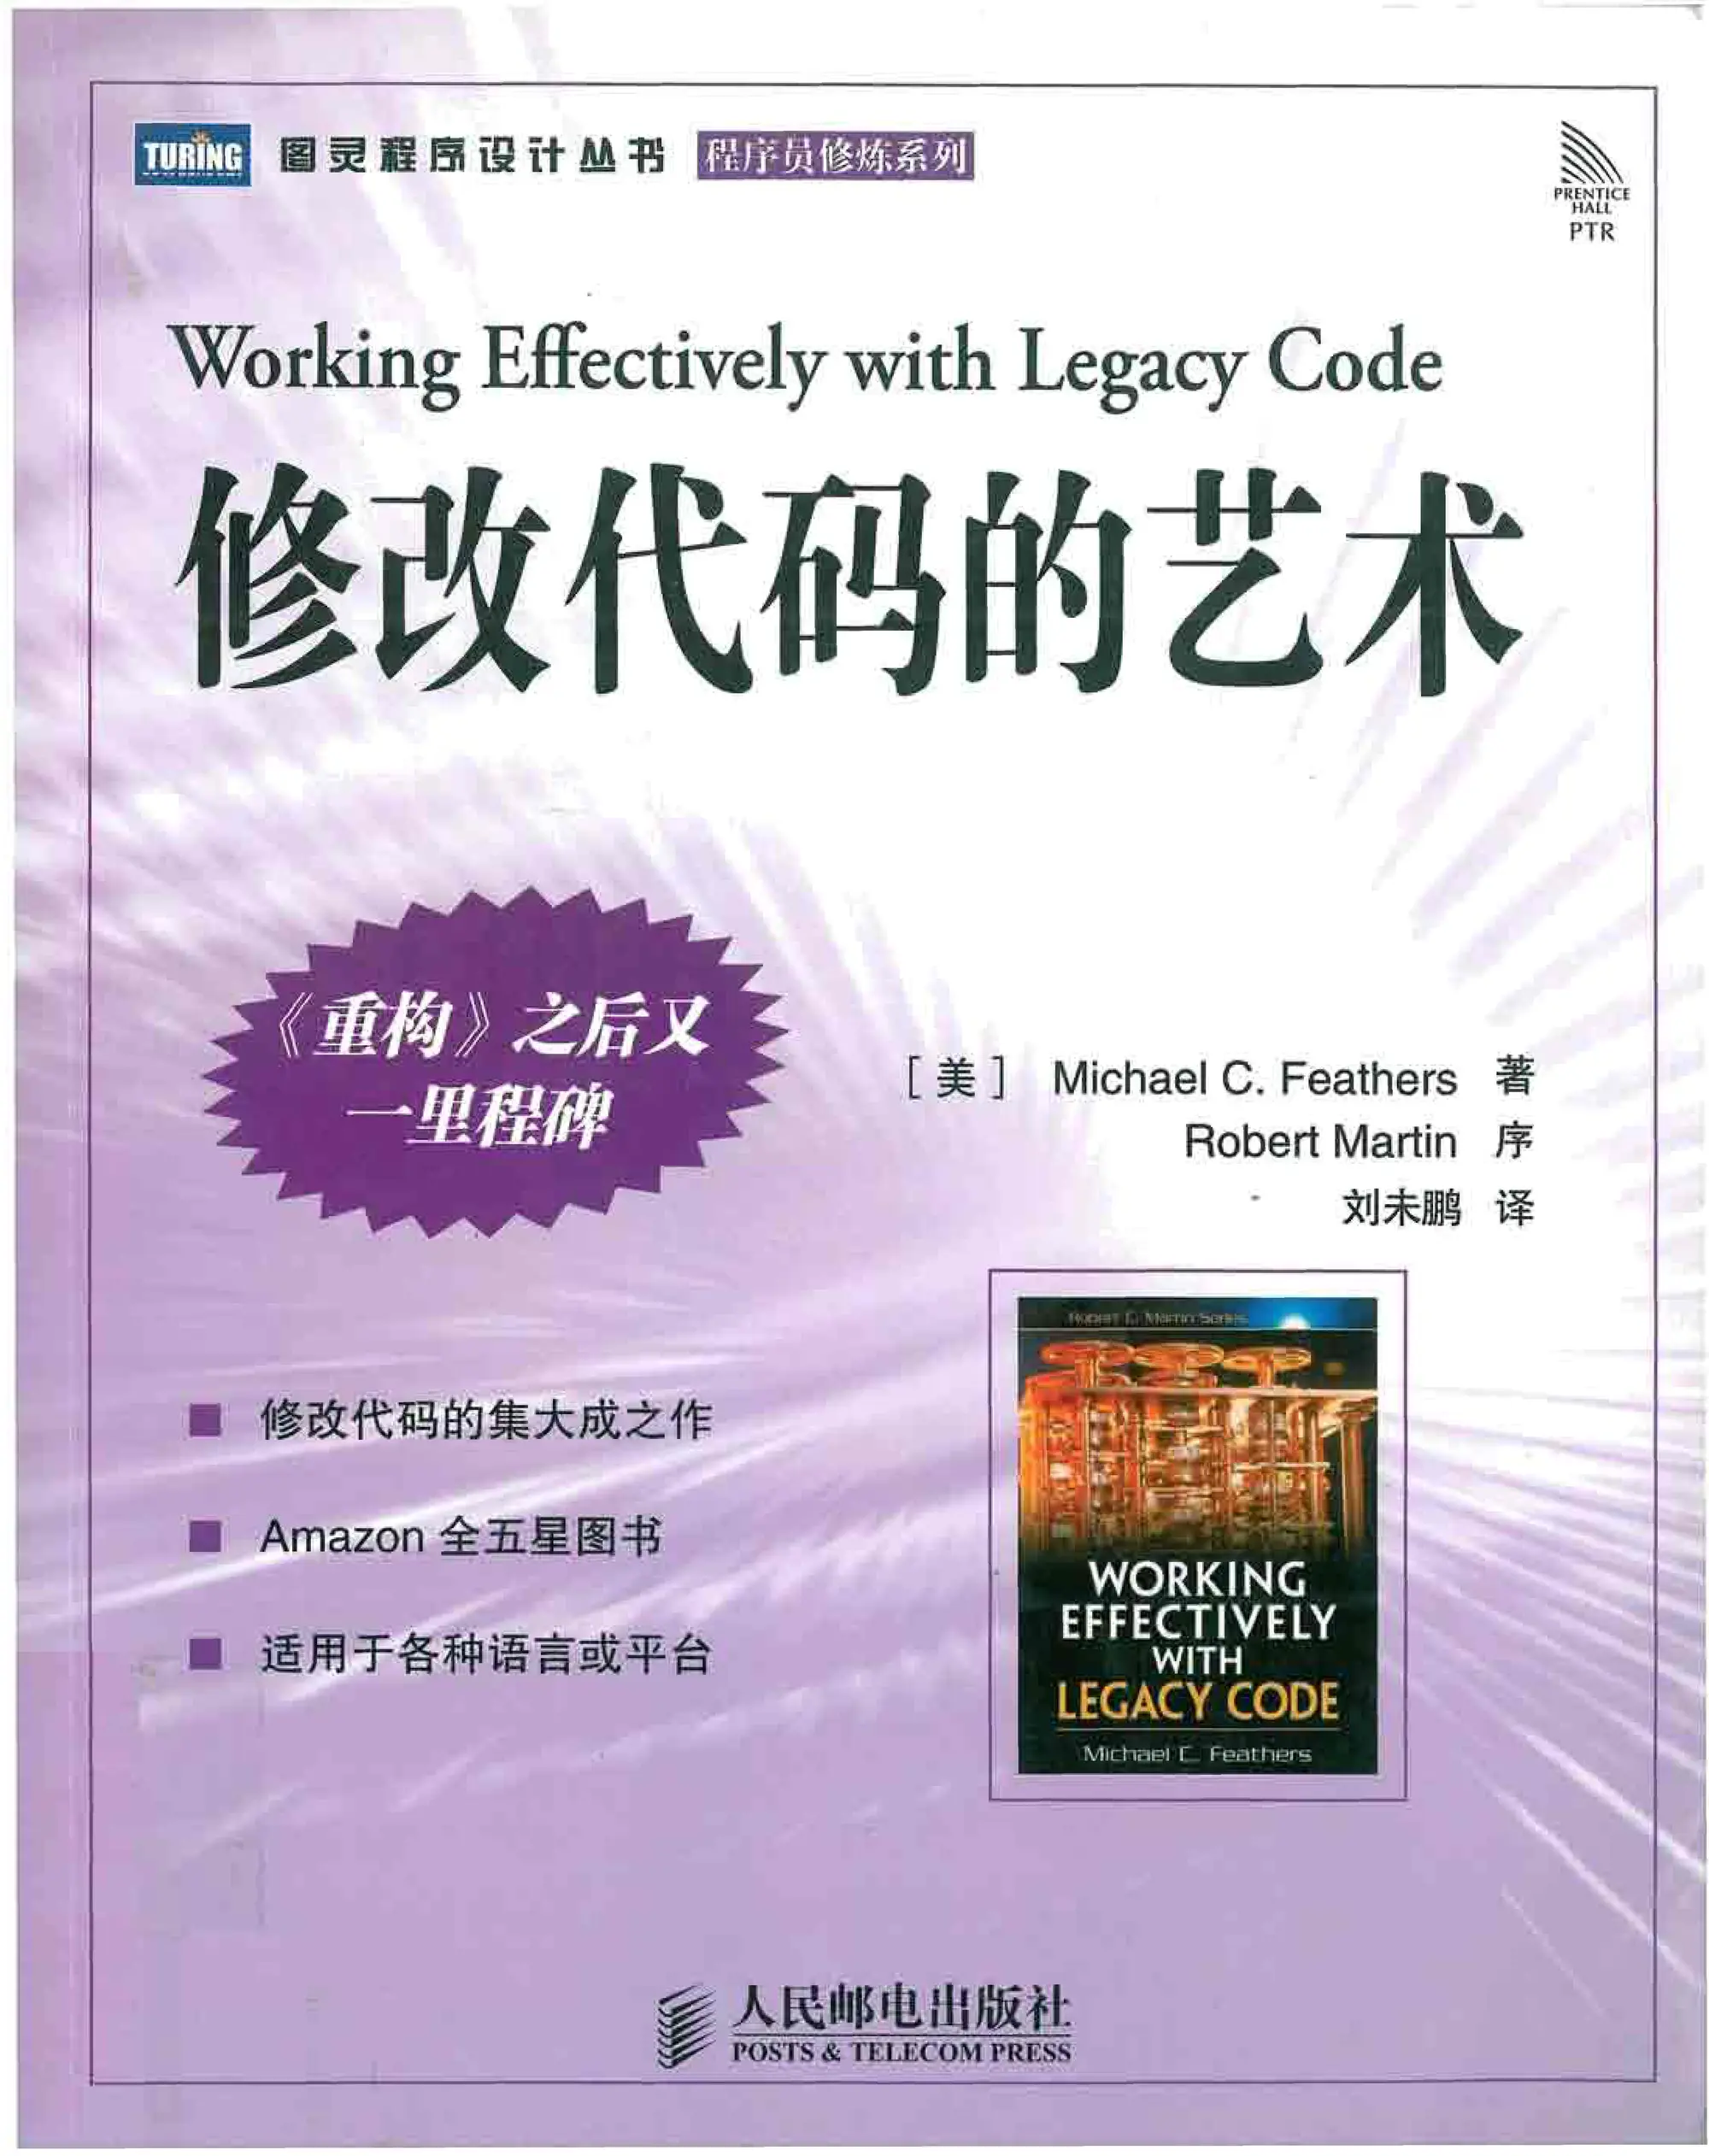 TURING 图灵程序设计丛书 程序员修炼系列
PRENTICE
HALL
PTR
Working Effectively with Legacy Code
修改代码的艺术
《重构》之后又
一里程碑
[美] Michael C. Feathers 著
Robert Martin 序
刘未鹏 译
修改代码的集大成之作
Amazon 全五星图书
适用于各种语言或平台
Robert C. Martin Series
WORKING
EFFECTIVELY
WITH
LEGACY CODE
Michael C. Feathers
人民邮电出版社
POSTS & TELECOM PRESS